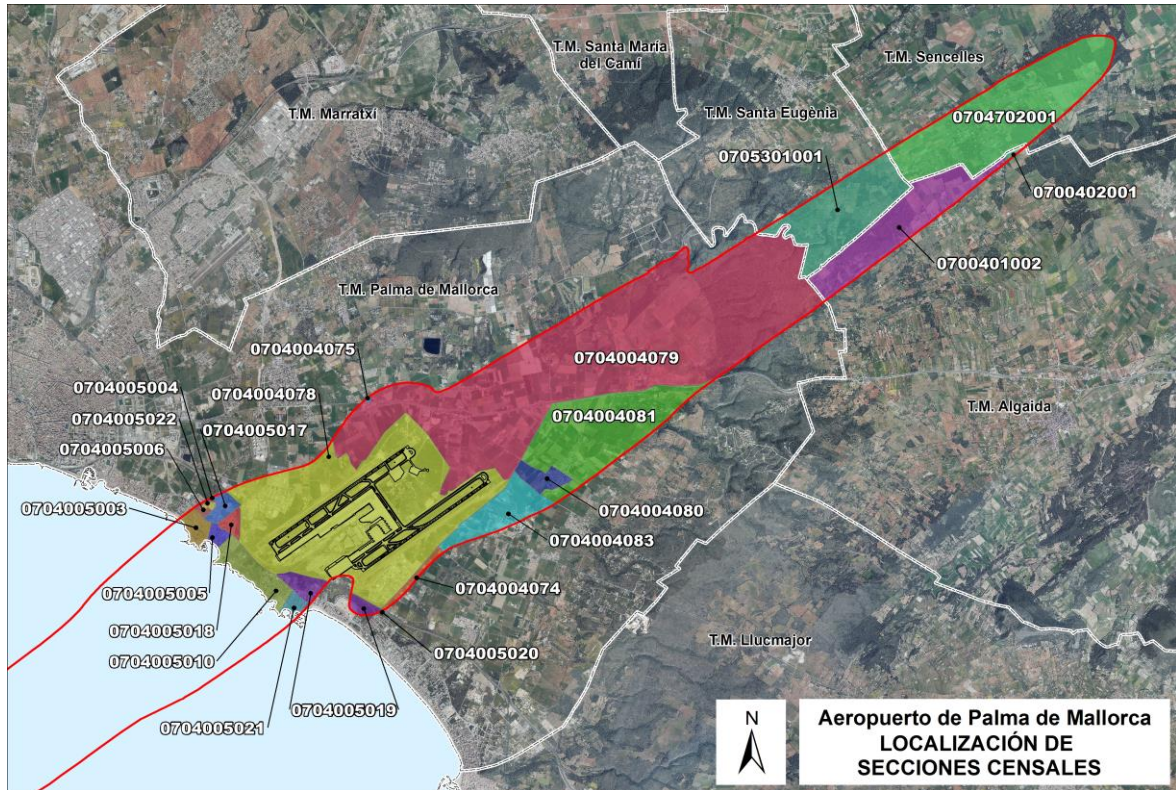 T.M. Santa María
del Camí
T.M. Sencelles
T.M. Marratxí
T.M. Santa Eugènia
0704702001
0705301001
0700402001
0700401002
T.M. Palma de Mallorca
0704004075
0704004079
0704005004
0704004078
0704005022
0704005017
0704005006
0704004081
T.M. Algaida
0704005003
0704004080
0704004083
0704005005
0704004074
0704005018
0704005010
0704005020
T.M. Llucmajor
0704005019
0704005021
N
Aeropuerto de Palma de Mallorca
LOCALIZACIÓN DE
SECCIONES CENSALES